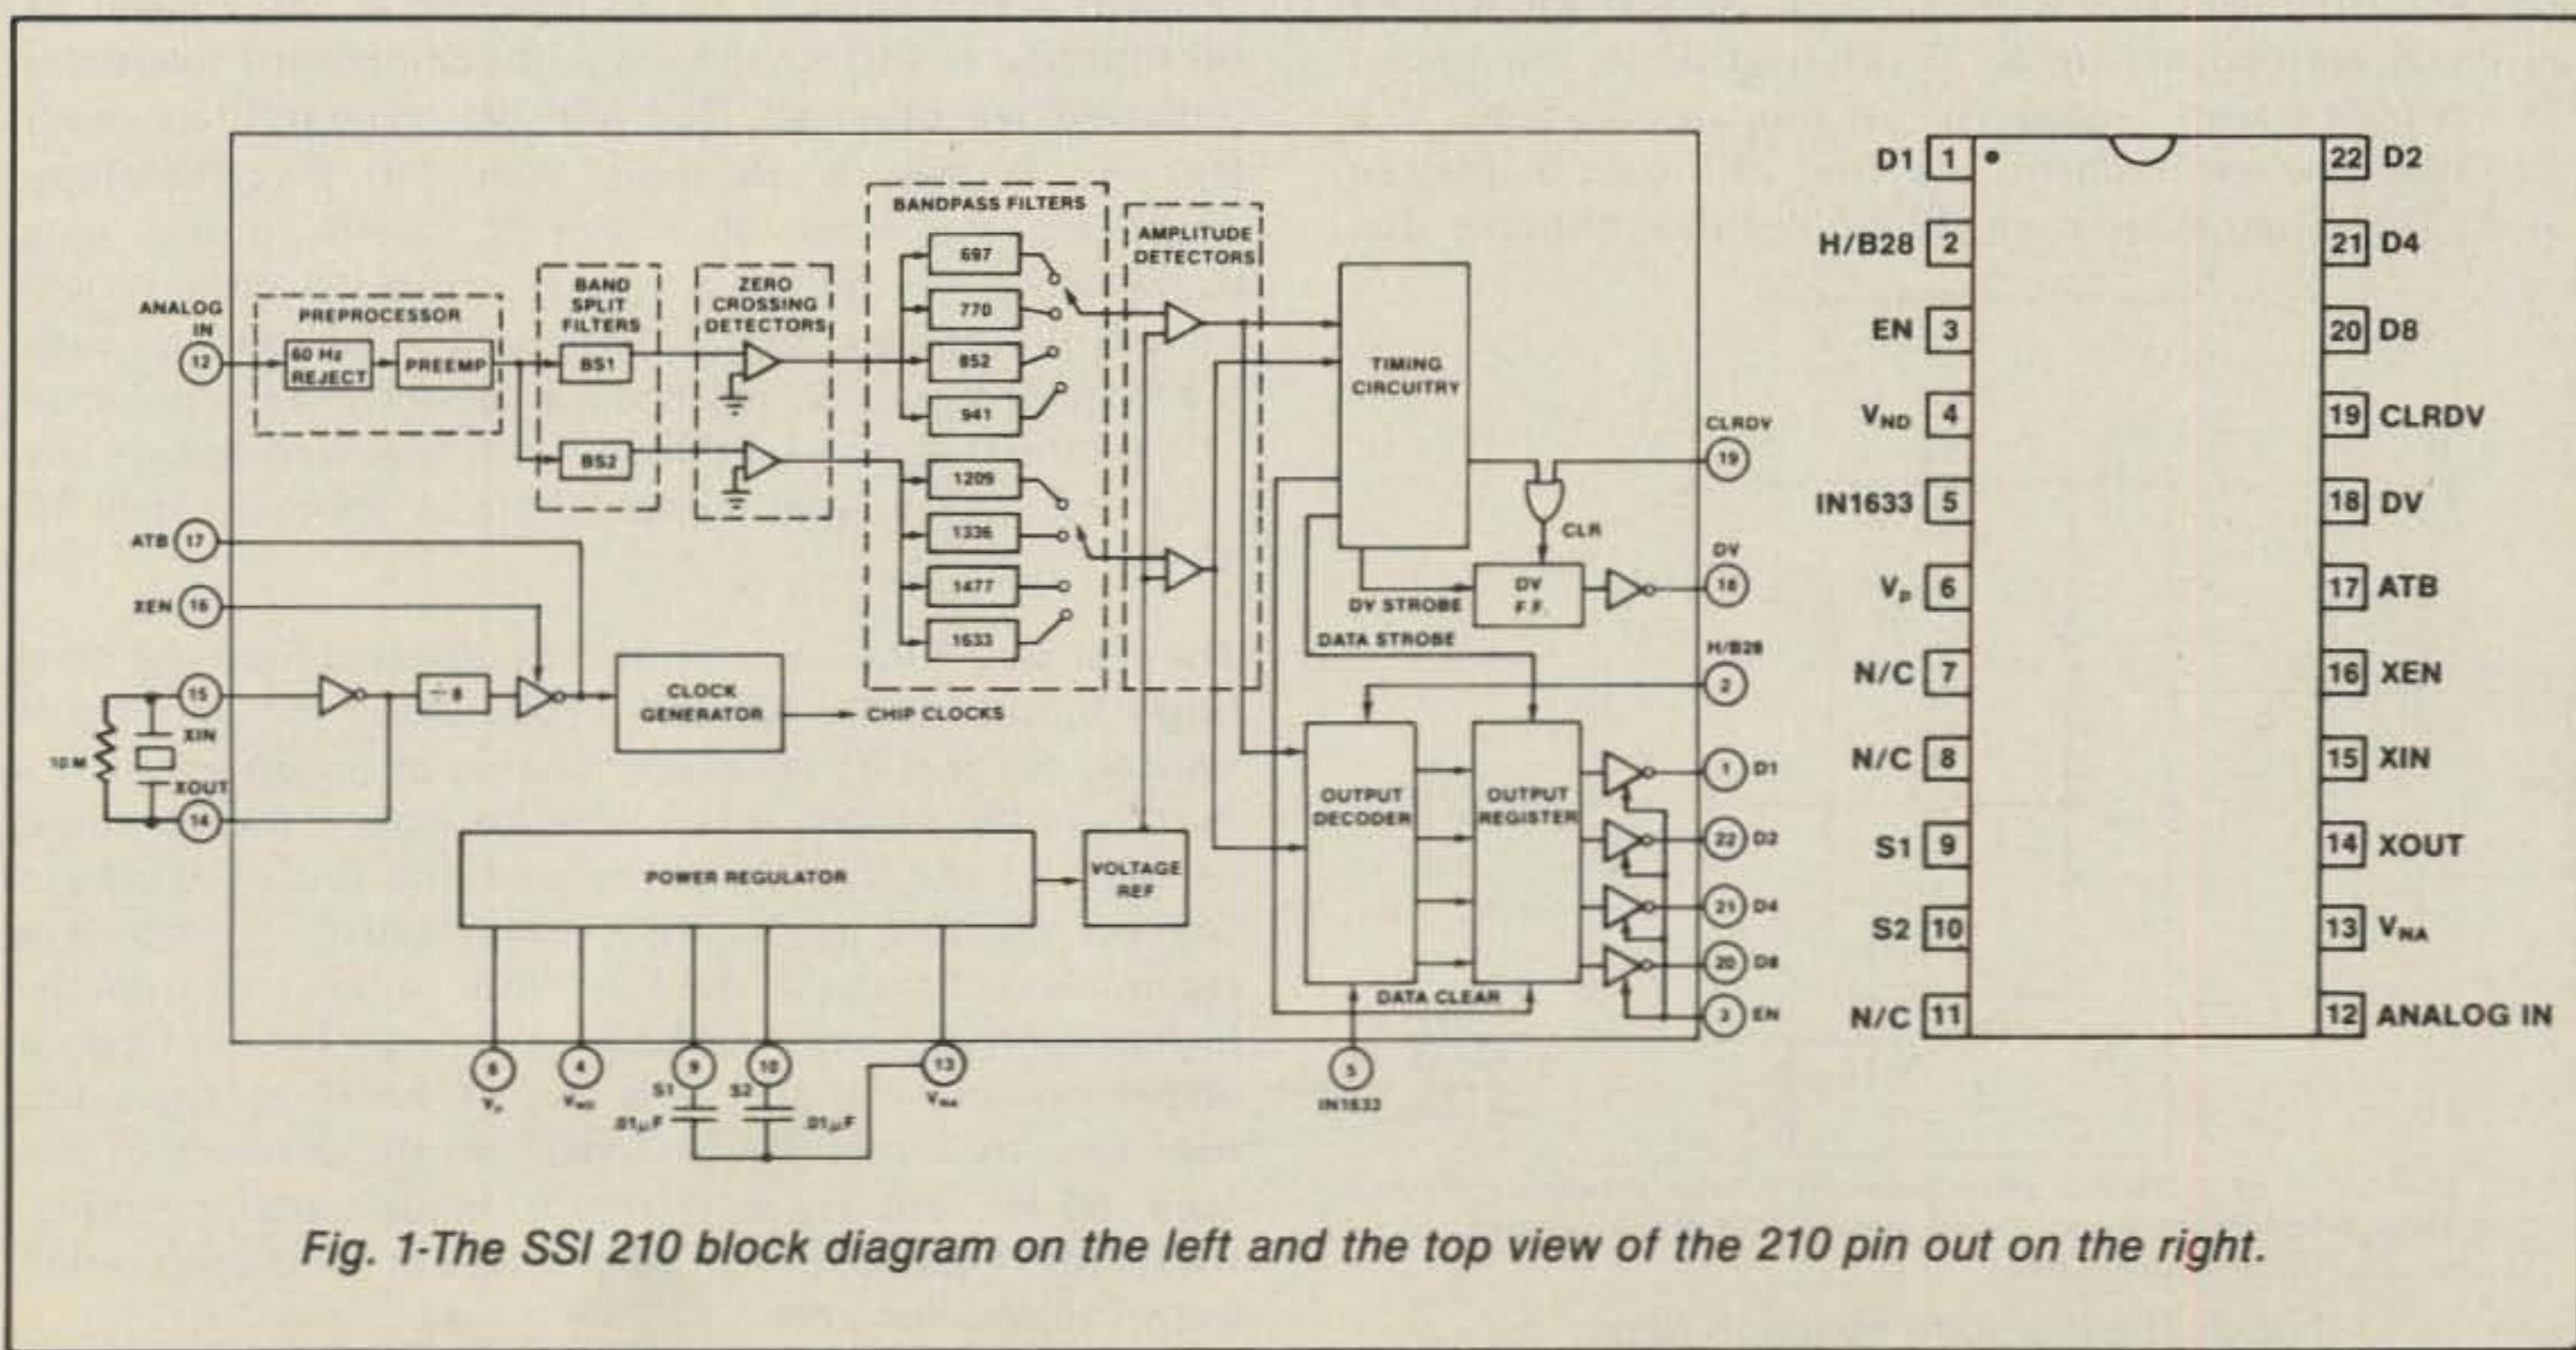 BANDPASS FILTERS
697
770
852
941
1209
1336
1477
1633
AMPLITUDE
DETECTORS
ANALOG
IN
12
PREPROCESSOR
60 Hz
REJECT
PREEMP
BAND
SPLIT
FILTERS
BS1
BS2
ZERO
CROSSING
DETECTORS
TIMING
CIRCUITRY
CLRDV
19
CLR
DV STROBE
DV
F.F.
DV
18
DATA STROBE
H/B28
2
ATB 17
XEN 16
15
XIN
10 M
XOUT
14
÷8
CLOCK
GENERATOR
CHIP CLOCKS
POWER REGULATOR
VOLTAGE
REF
OUTPUT
DECODER
OUTPUT
REGISTER
1 D1
22 D2
21 D4
20 D8
3 EN
DATA CLEAR
6
VP
4
VND
9
S1
.01µF
10
S2
.01µF
13
VNA
5
IN1633
D1 1
H/B28 2
EN 3
VND 4
IN1633 5
Vp 6
N/C 7
N/C 8
S1 9
S2 10
N/C 11
22 D2
21 D4
20 D8
19 CLRDV
18 DV
17 ATB
16 XEN
15 XIN
14 XOUT
13 VNA
12 ANALOG IN
Fig. 1-The SSI 210 block diagram on the left and the top view of the 210 pin out on the right.